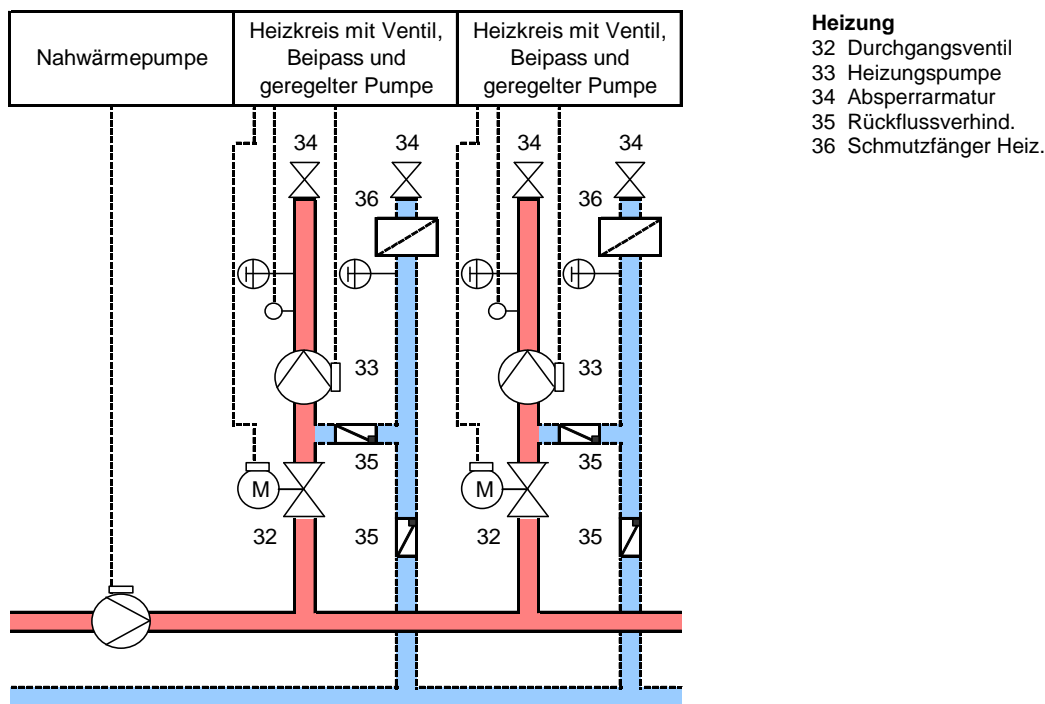 Nahwärmepumpe
Heizkreis mit Ventil,
Beipass und
geregelter Pumpe
Heizkreis mit Ventil,
Beipass und
geregelter Pumpe
Heizung
32 Durchgangsventil
33 Heizungspumpe
34 Absperrarmatur
35 Rückflussverhind.
36 Schmutzfänger Heiz.
34 34 34 34
36 36
33 33
35 35
M M
32 35 32 35